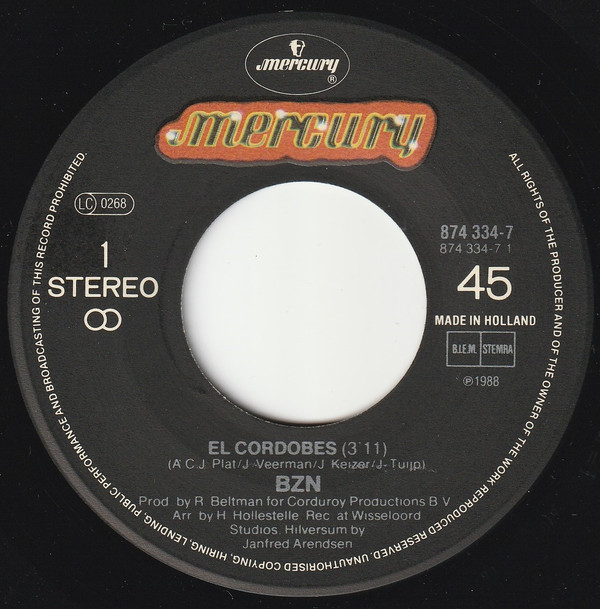 mercury
®
mercury
LC 0268
1
STEREO
874 334-7
874 334-7 1
45
MADE IN HOLLAND
B.I.E.M. STEMRA
℗1988
EL CORDOBES (3'11)
(A.C.J. Plat/J. Veerman/J. Keizer/J. Tuijp)
BZN
Prod. by R. Beltman for Corduroy Productions B.V.
Arr. by H. Hollestelle Rec. at Wisseloord
Studios, Hilversum by
Janfred Arendsen
ALL RIGHTS OF THE PRODUCER AND OF THE OWNER OF THE WORK REPRODUCED RESERVED. UNAUTHORISED COPYING, HIRING, LENDING, PUBLIC PERFORMANCE AND BROADCASTING OF THIS RECORD PROHIBITED.